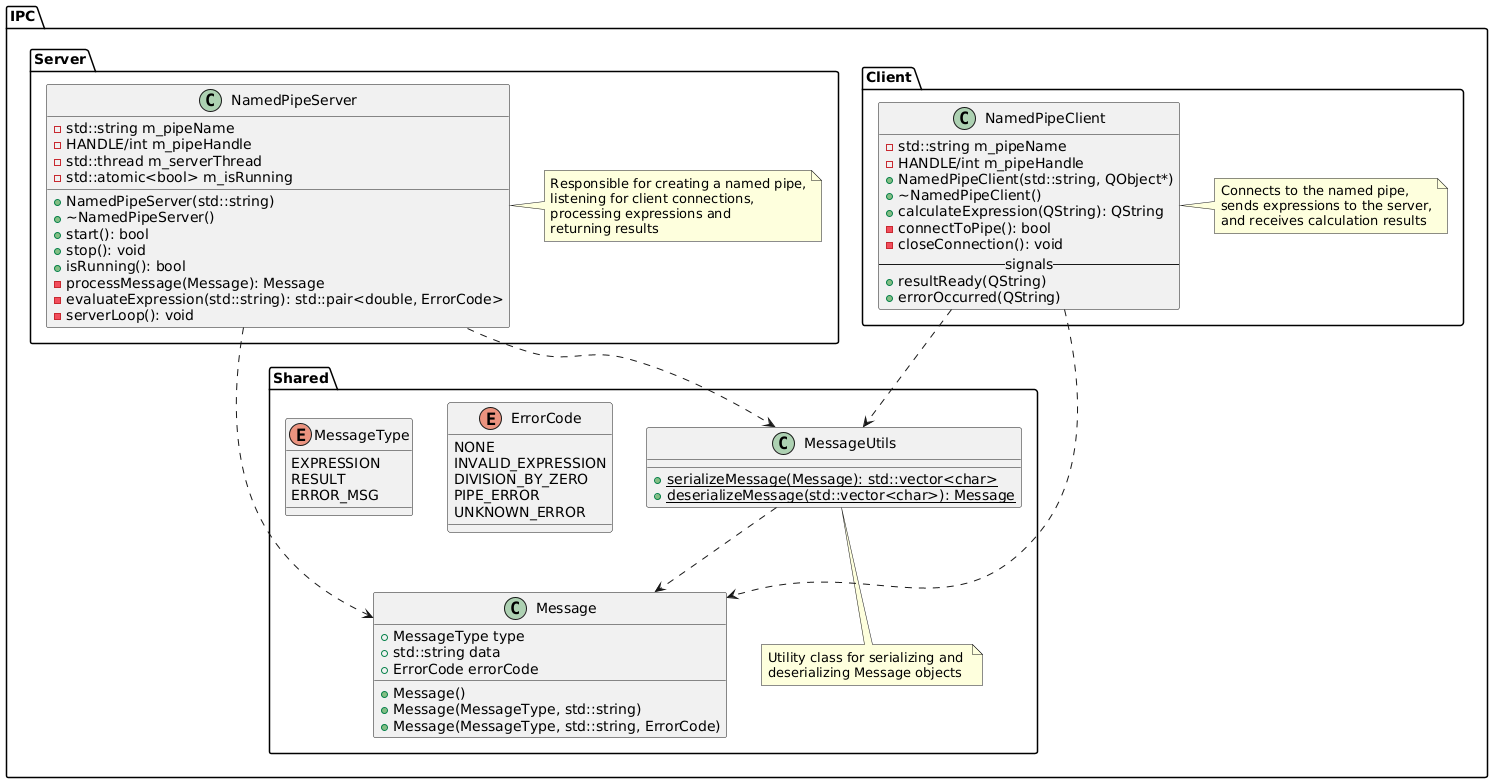 IPC
Server
C NamedPipeServer
std::string m_pipeName
HANDLE/int m_pipeHandle
std::thread m_serverThread
std::atomic<bool> m_isRunning
NamedPipeServer(std::string)
~NamedPipeServer()
start(): bool
stop(): void
isRunning(): bool
processMessage(Message): Message
evaluateExpression(std::string): std::pair<double, ErrorCode>
serverLoop(): void
Responsible for creating a named pipe,
listening for client connections,
processing expressions and
returning results
Client
C NamedPipeClient
std::string m_pipeName
HANDLE/int m_pipeHandle
NamedPipeClient(std::string, QObject*)
~NamedPipeClient()
calculateExpression(QString): QString
connectToPipe(): bool
closeConnection(): void
signals
resultReady(QString)
errorOccurred(QString)
Connects to the named pipe,
sends expressions to the server,
and receives calculation results
Shared
E MessageType
EXPRESSION
RESULT
ERROR_MSG
E ErrorCode
NONE
INVALID_EXPRESSION
DIVISION_BY_ZERO
PIPE_ERROR
UNKNOWN_ERROR
C MessageUtils
serializeMessage(Message): std::vector<char>
deserializeMessage(std::vector<char>): Message
C Message
MessageType type
std::string data
ErrorCode errorCode
Message()
Message(MessageType, std::string)
Message(MessageType, std::string, ErrorCode)
Utility class for serializing and
deserializing Message objects